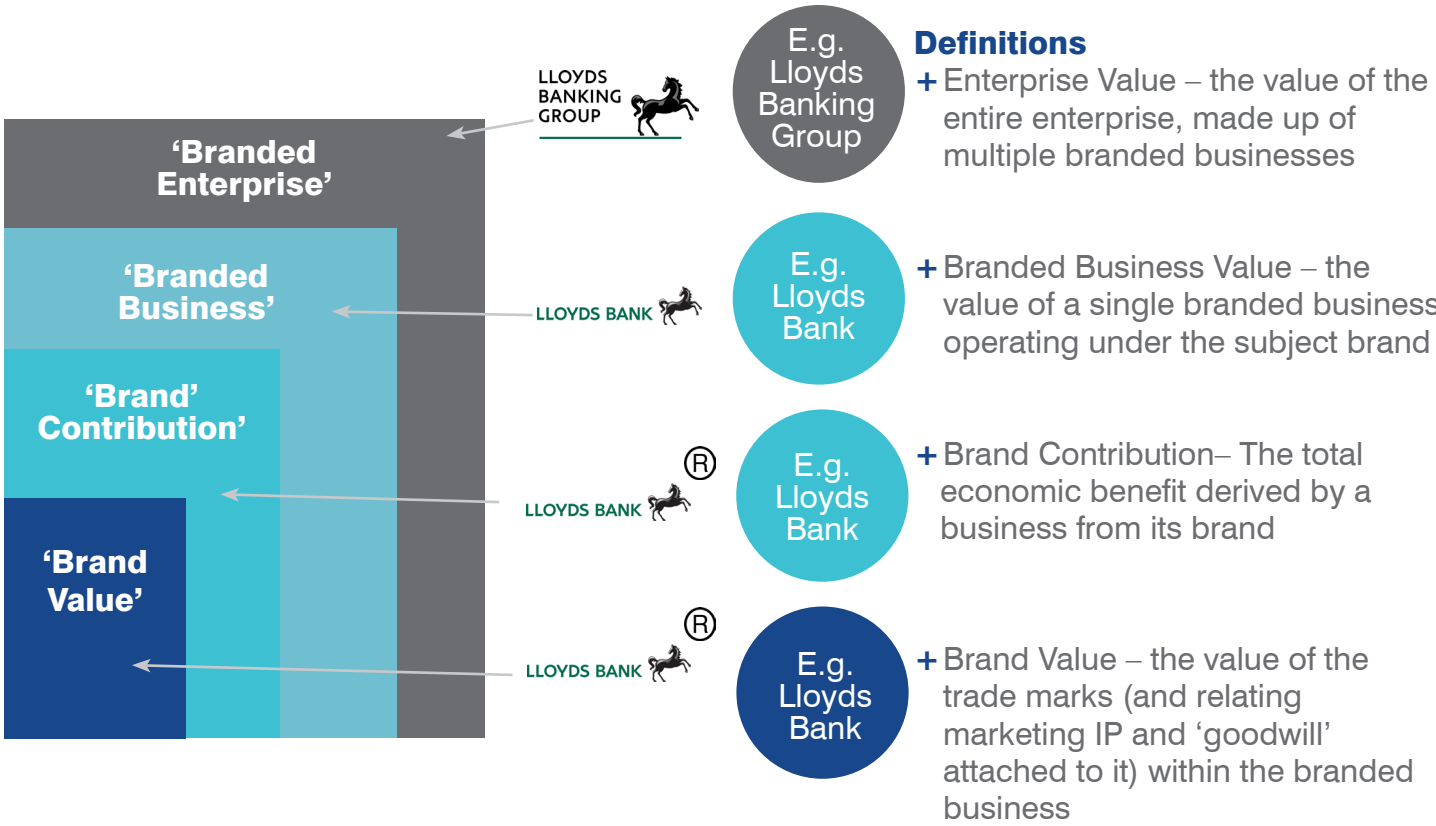 ‘Branded
Enterprise’
‘Branded
Business’
‘Brand’
Contribution’
‘Brand
Value’
LLOYDS
BANKING
GROUP
LLOYDS BANK
R
LLOYDS BANK
R
LLOYDS BANK
E.g.
Lloyds
Banking
Group
E.g.
Lloyds
Bank
E.g.
Lloyds
Bank
E.g.
Lloyds
Bank
Definitions
+ Enterprise Value – the value of the
entire enterprise, made up of
multiple branded businesses
+ Branded Business Value – the
value of a single branded business
operating under the subject brand
+ Brand Contribution– The total
economic benefit derived by a
business from its brand
+ Brand Value – the value of the
trade marks (and relating
marketing IP and ‘goodwill’
attached to it) within the branded
business